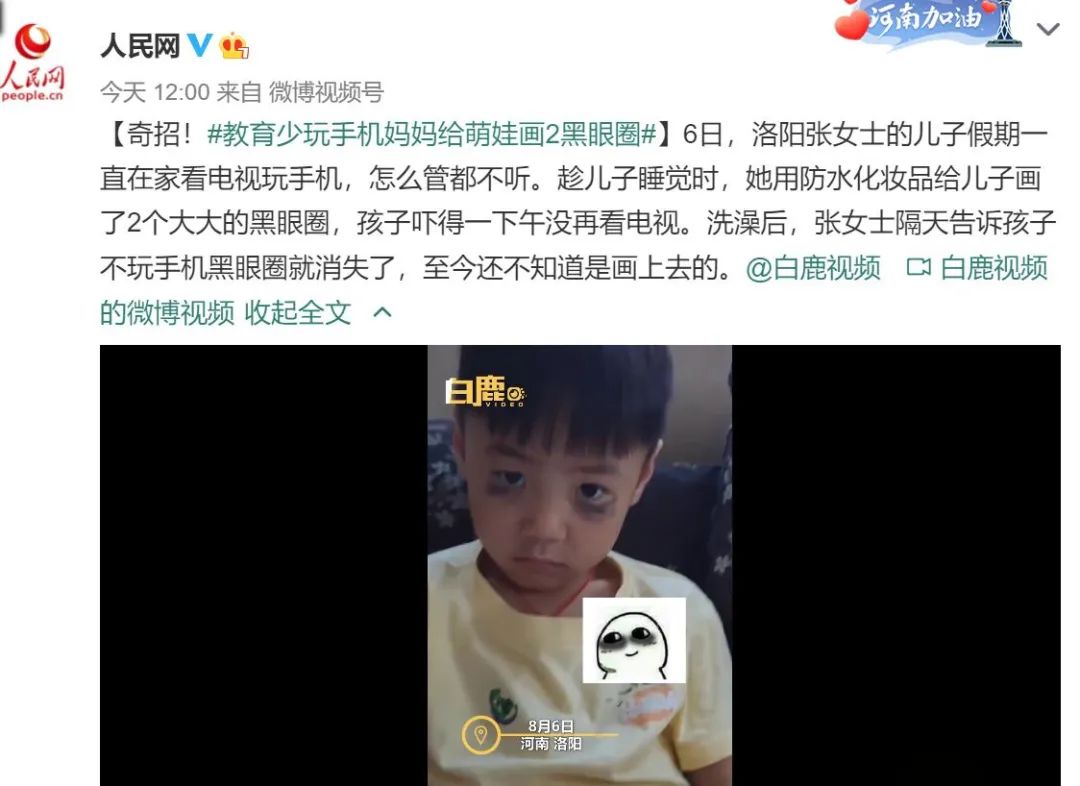 河南加油
人民网
人民网
people.cn
今天 12:00 来自 微博视频号
【奇招！#教育少玩手机妈妈给萌娃画2黑眼圈#】6日，洛阳张女士的儿子假期一
直在家看电视玩手机，怎么管都不听。趁儿子睡觉时，她用防水化妆品给儿子画
了2个大大的黑眼圈，孩子吓得一下午没再看电视。洗澡后，张女士隔天告诉孩子
不玩手机黑眼圈就消失了，至今还不知道是画上去的。@白鹿视频 白鹿视频
的微博视频 收起全文
白鹿
VIDEO
8月6日
河南 洛阳